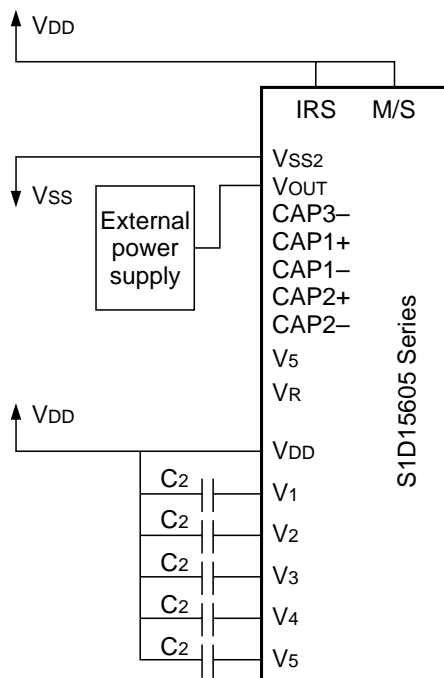 VDD
IRS M/S
VSS2
VSS
External
power
supply
VOUT
CAP3–
CAP1+
CAP1–
CAP2+
CAP2–
V5
VR
S1D15605 Series
VDD
VDD
C2 V1
C2 V2
C2 V3
C2 V4
C2 V5